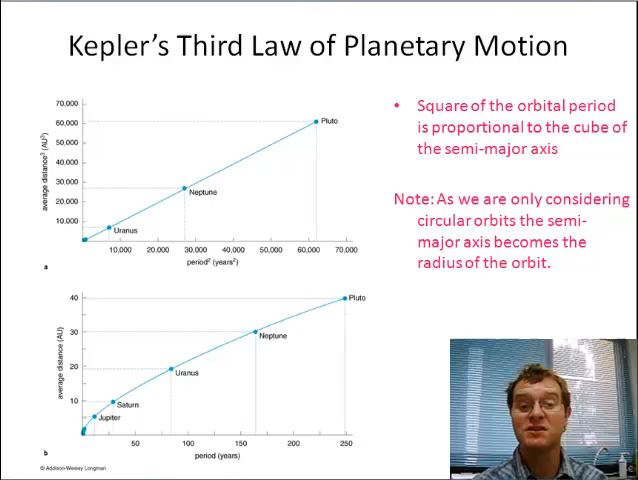 Kepler's Third Law of Planetary Motion
70,000
60,000
50,000
40,000
30,000
20,000
10,000
average distance³ (AU³)
Pluto
Neptune
Uranus
10,000 20,000 30,000 40,000 50,000 60,000 70,000
period² (years²)
a
• Square of the orbital period
is proportional to the cube of
the semi-major axis
Note: As we are only considering
circular orbits the semi-
major axis becomes the
radius of the orbit.
40
30
20
10
average distance (AU)
Pluto
Neptune
Uranus
Saturn
Jupiter
50 100 150 200 250
period (years)
b
© Addison-Wesley Longman